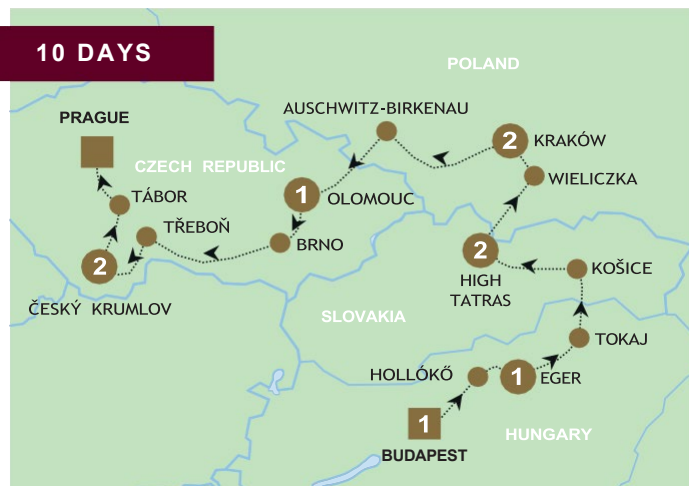 10 DAYS
POLAND
AUSCHWITZ-BIRKENAU
PRAGUE
2
KRAKÓW
CZECH REPUBLIC
WIELICZKA
1
OLOMOUC
TÁBOR
TŘEBOŇ
BRNO
2
HIGH
TATRAS
KOŠICE
2
ČESKÝ KRUMLOV
SLOVAKIA
TOKAJ
HOLLÓKŐ
1
EGER
1
BUDAPEST
HUNGARY